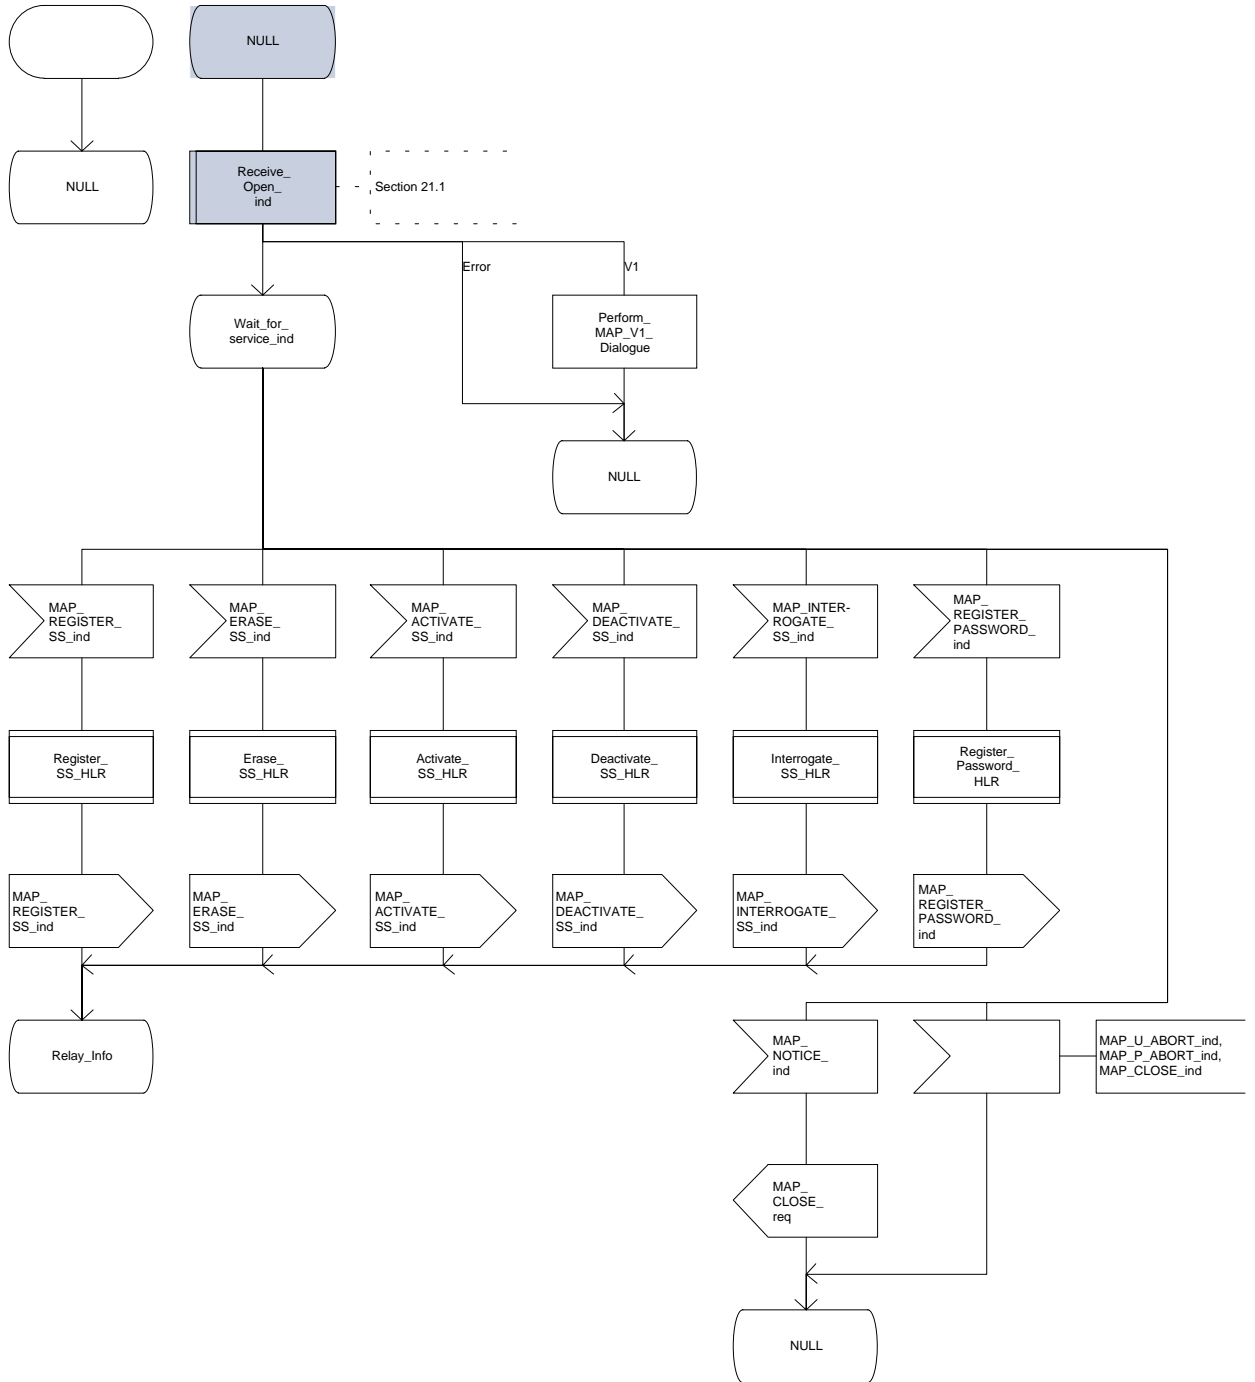 NULL
NULL
Receive_
Open_
ind
Section 21.1
Error
V1
Wait_for_
service_ind
Perform_
MAP_V1_
Dialogue
NULL
MAP_
REGISTER_
SS_ind
MAP_
ERASE_
SS_ind
MAP_
ACTIVATE_
SS_ind
MAP_
DEACTIVATE_
SS_ind
MAP_INTER-
ROGATE_
SS_ind
MAP_
REGISTER_
PASSWORD_
ind
Register_
SS_HLR
Erase_
SS_HLR
Activate_
SS_HLR
Deactivate_
SS_HLR
Interrogate_
SS_HLR
Register_
Password_
HLR
MAP_
REGISTER_
SS_ind
MAP_
ERASE_
SS_ind
MAP_
ACTIVATE_
SS_ind
MAP_
DEACTIVATE_
SS_ind
MAP_
INTERROGATE_
SS_ind
MAP_
REGISTER_
PASSWORD_
ind
Relay_Info
MAP_
NOTICE_
ind
MAP_U_ABORT_ind,
MAP_P_ABORT_ind,
MAP_CLOSE_ind
MAP_
CLOSE_
req
NULL